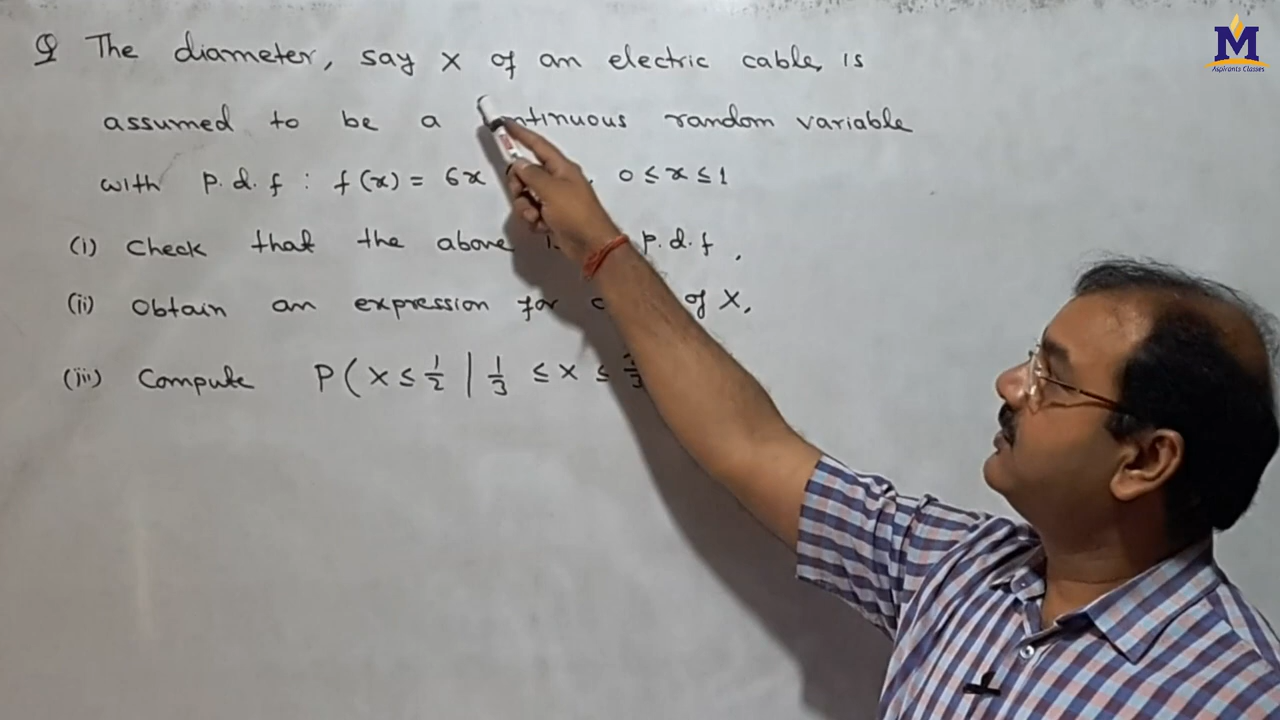 Q The diameter, say X of an electric cable, is
assumed to be a continuous random variable
with p.d.f : f(x) = 6x , 0 ≤ x ≤ 1
(i) Check that the above p.d.f.
(ii) Obtain an expression for of X.
(iii) Compute P(X ≤ 1/2 | 1/3 ≤ X ≤
M
Aspirants Classes